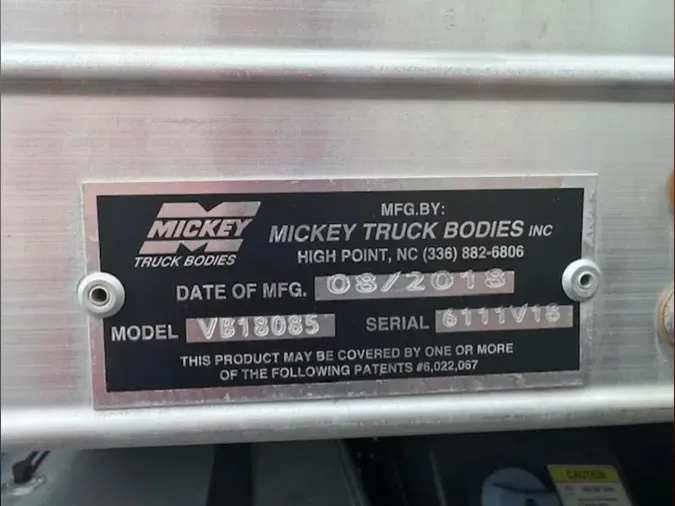 MICKEY
TRUCK BODIES
MFG.BY:
MICKEY TRUCK BODIES INC
HIGH POINT, NC (336) 882-6806
DATE OF MFG. 08/2018
MODEL VB18085 SERIAL 6111V18
THIS PRODUCT MAY BE COVERED BY ONE OR MORE
OF THE FOLLOWING PATENTS #6,022,067
CAUTION